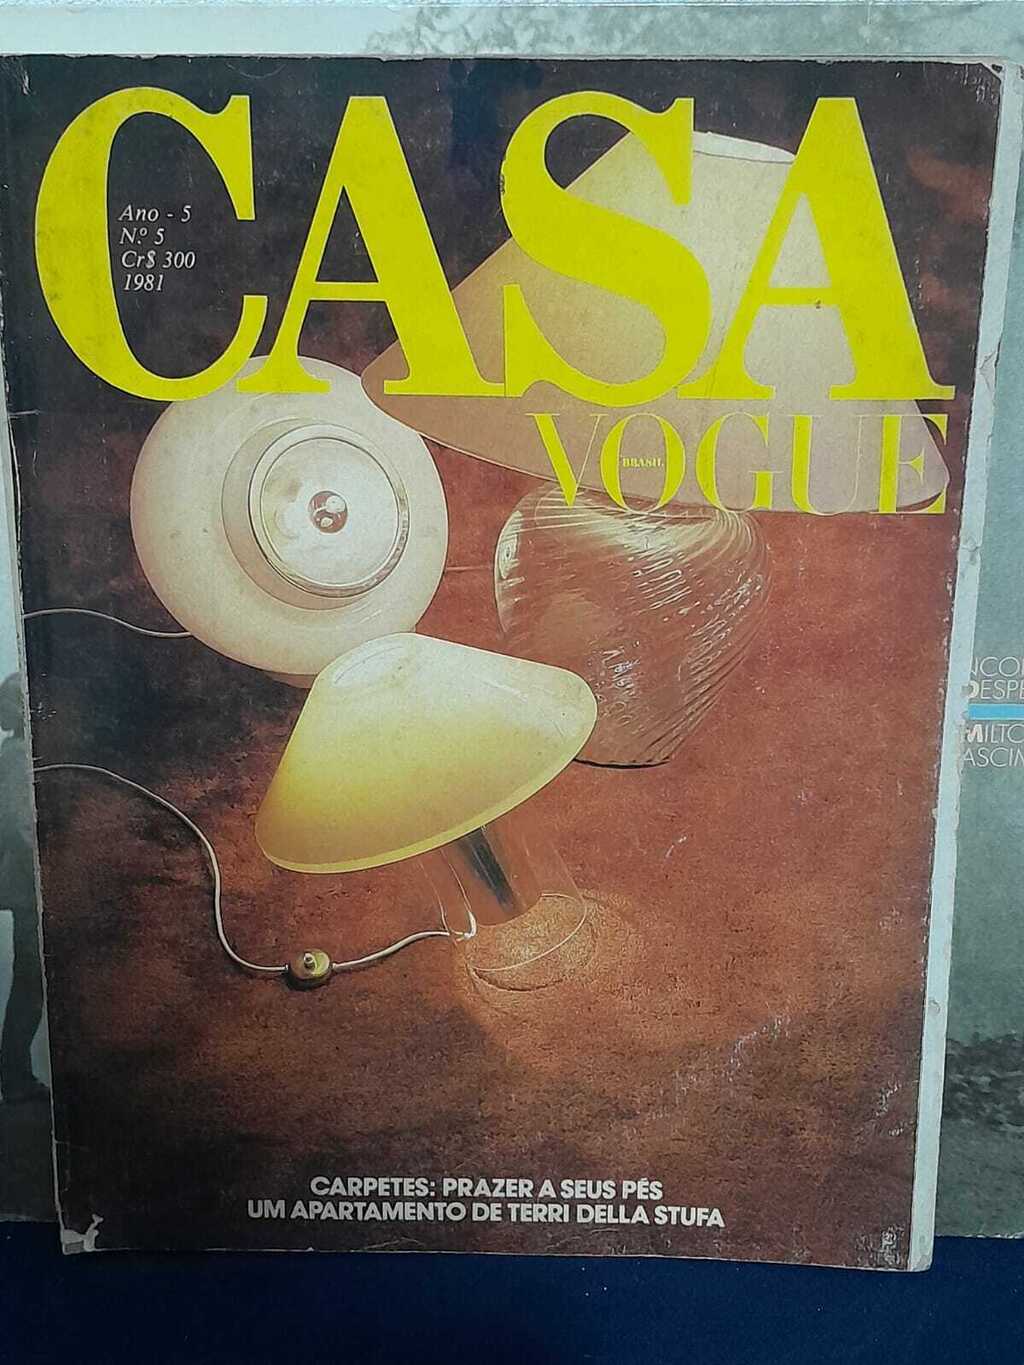 CASA
Ano - 5
N.º 5
Cr$ 300
1981
VOGUE
BRASIL
CARPETES: PRAZER A SEUS PÉS
UM APARTAMENTO DE TERRI DELLA STUFA